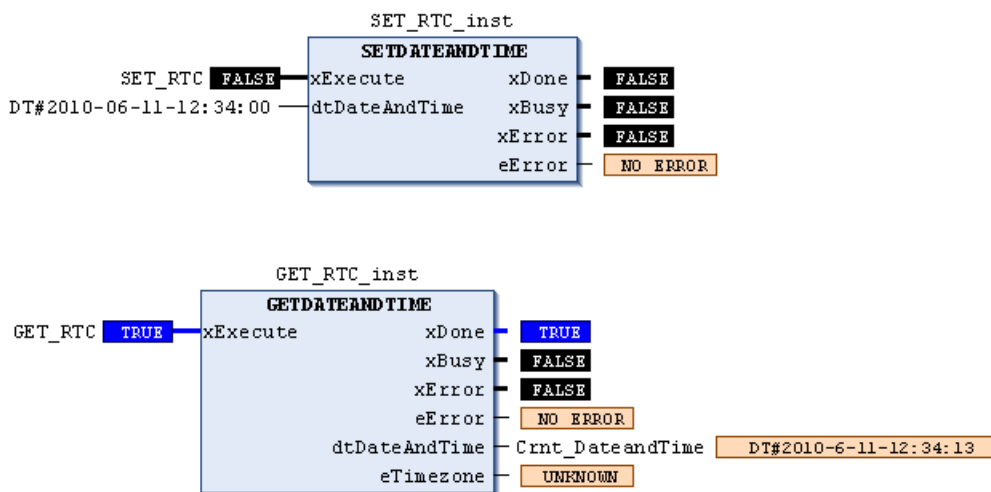 SET_RTC_inst
SETDATEANDTIME
SET_RTC FALSE xExecute xDone FALSE
DT#2010-06-11-12:34:00 dtDateAndTime xBusy FALSE
xError FALSE
eError NO ERROR
GET_RTC_inst
GETDATEANDTIME
GET_RTC TRUE xExecute xDone TRUE
xBusy FALSE
xError FALSE
eError NO ERROR
dtDateAndTime Crnt_DateandTime DT#2010-6-11-12:34:13
eTimezone UNKNOWN